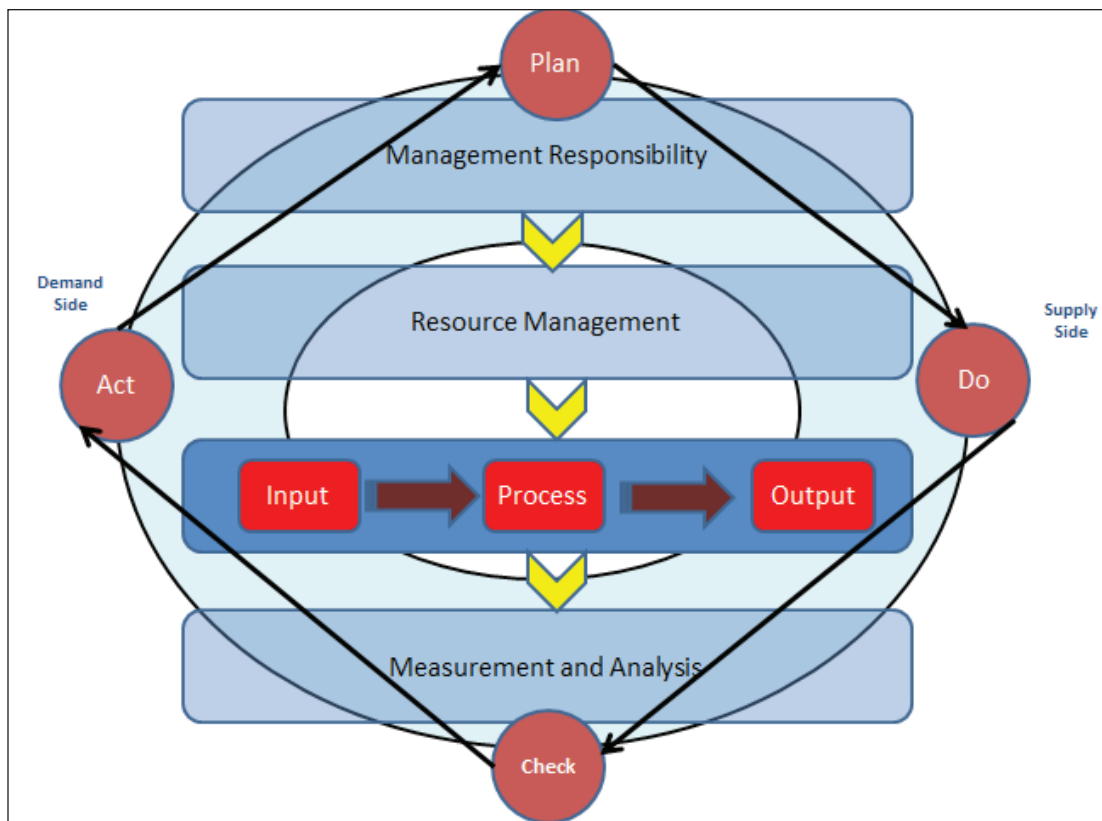 Plan
Management Responsibility
Demand
Side
Resource Management
Supply
Side
Act
Do
Input
Process
Output
Measurement and Analysis
Check